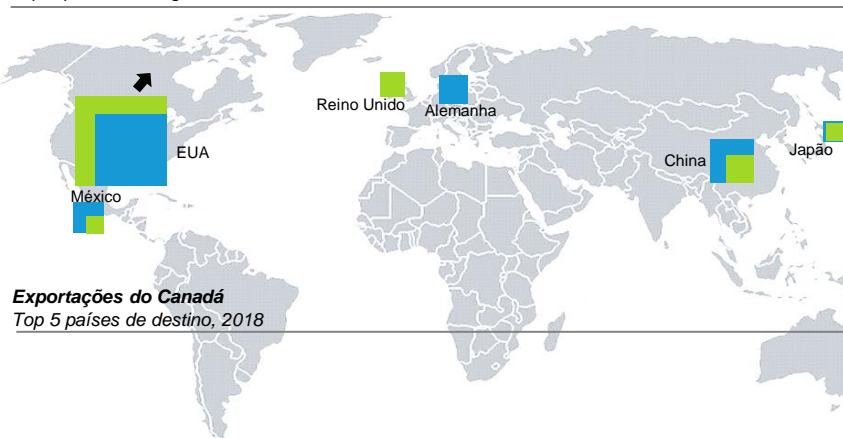 Reino Unido
Alemanha
EUA
China
Japão
México
Exportações do Canadá
Top 5 países de destino, 2018